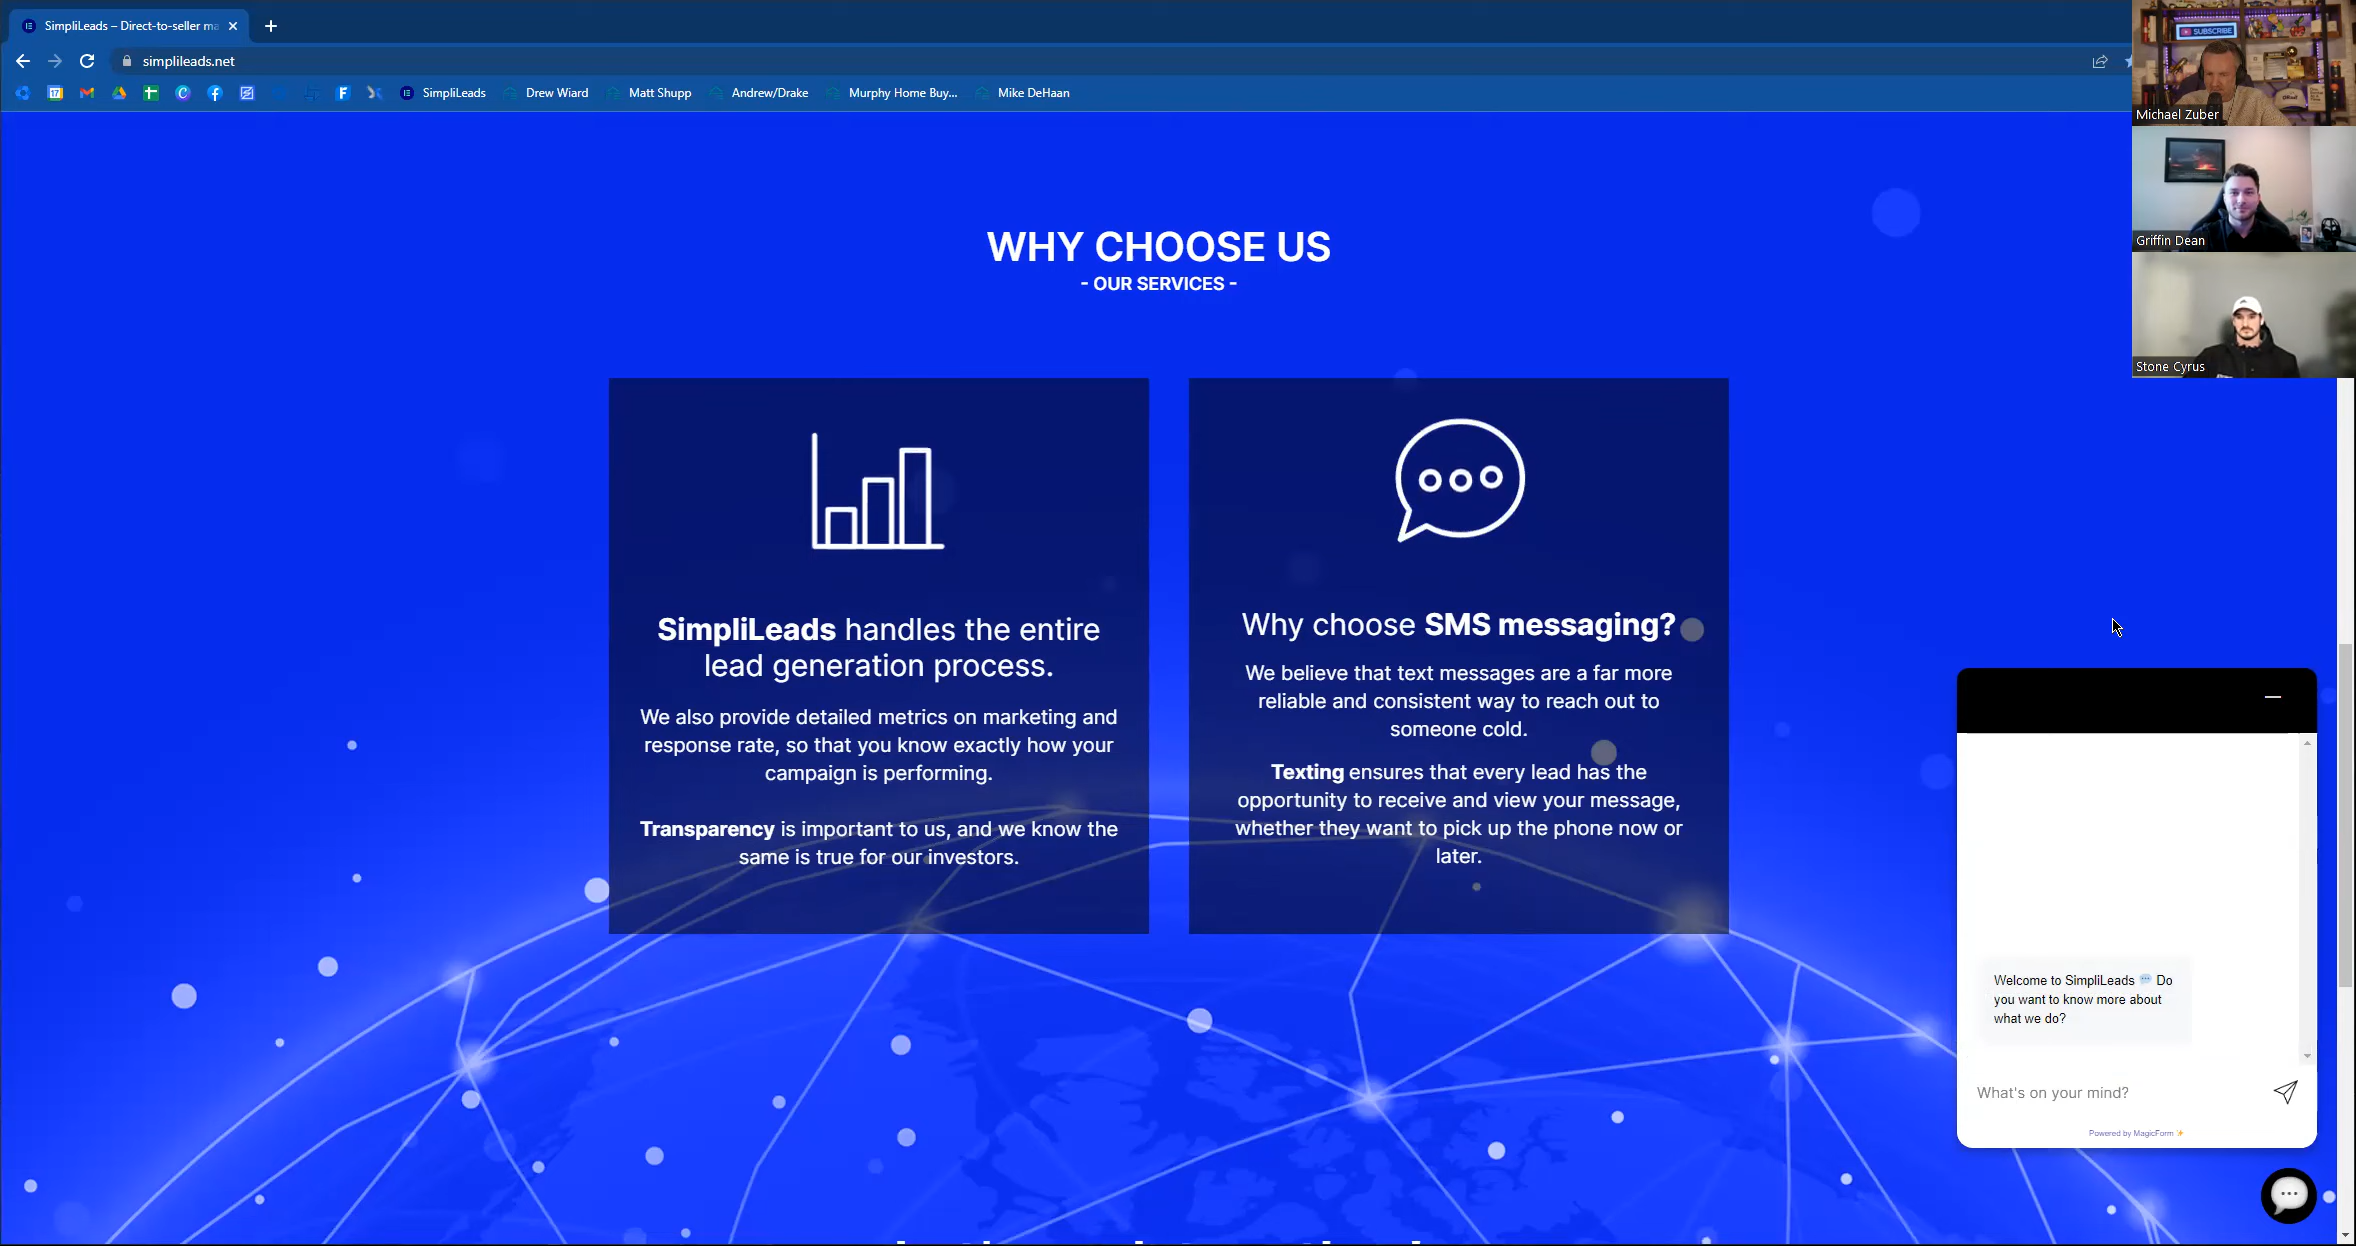 SimpliLeads – Direct-to-seller ma
simplileads.net
17
SimpliLeads
Drew Wiard
Matt Shupp
Andrew/Drake
Murphy Home Buy...
Mike DeHaan
SUBSCRIBE
Michael Zuber
Griffin Dean
Stone Cyrus
WHY CHOOSE US
- OUR SERVICES -
SimpliLeads handles the entire
lead generation process.
We also provide detailed metrics on marketing and
response rate, so that you know exactly how your
campaign is performing.
Transparency is important to us, and we know the
same is true for our investors.
Why choose SMS messaging?
We believe that text messages are a far more
reliable and consistent way to reach out to
someone cold.
Texting ensures that every lead has the
opportunity to receive and view your message,
whether they want to pick up the phone now or
later.
Welcome to SimpliLeads 💬 Do
you want to know more about
what we do?
What's on your mind?
Powered by MagicForm ✨